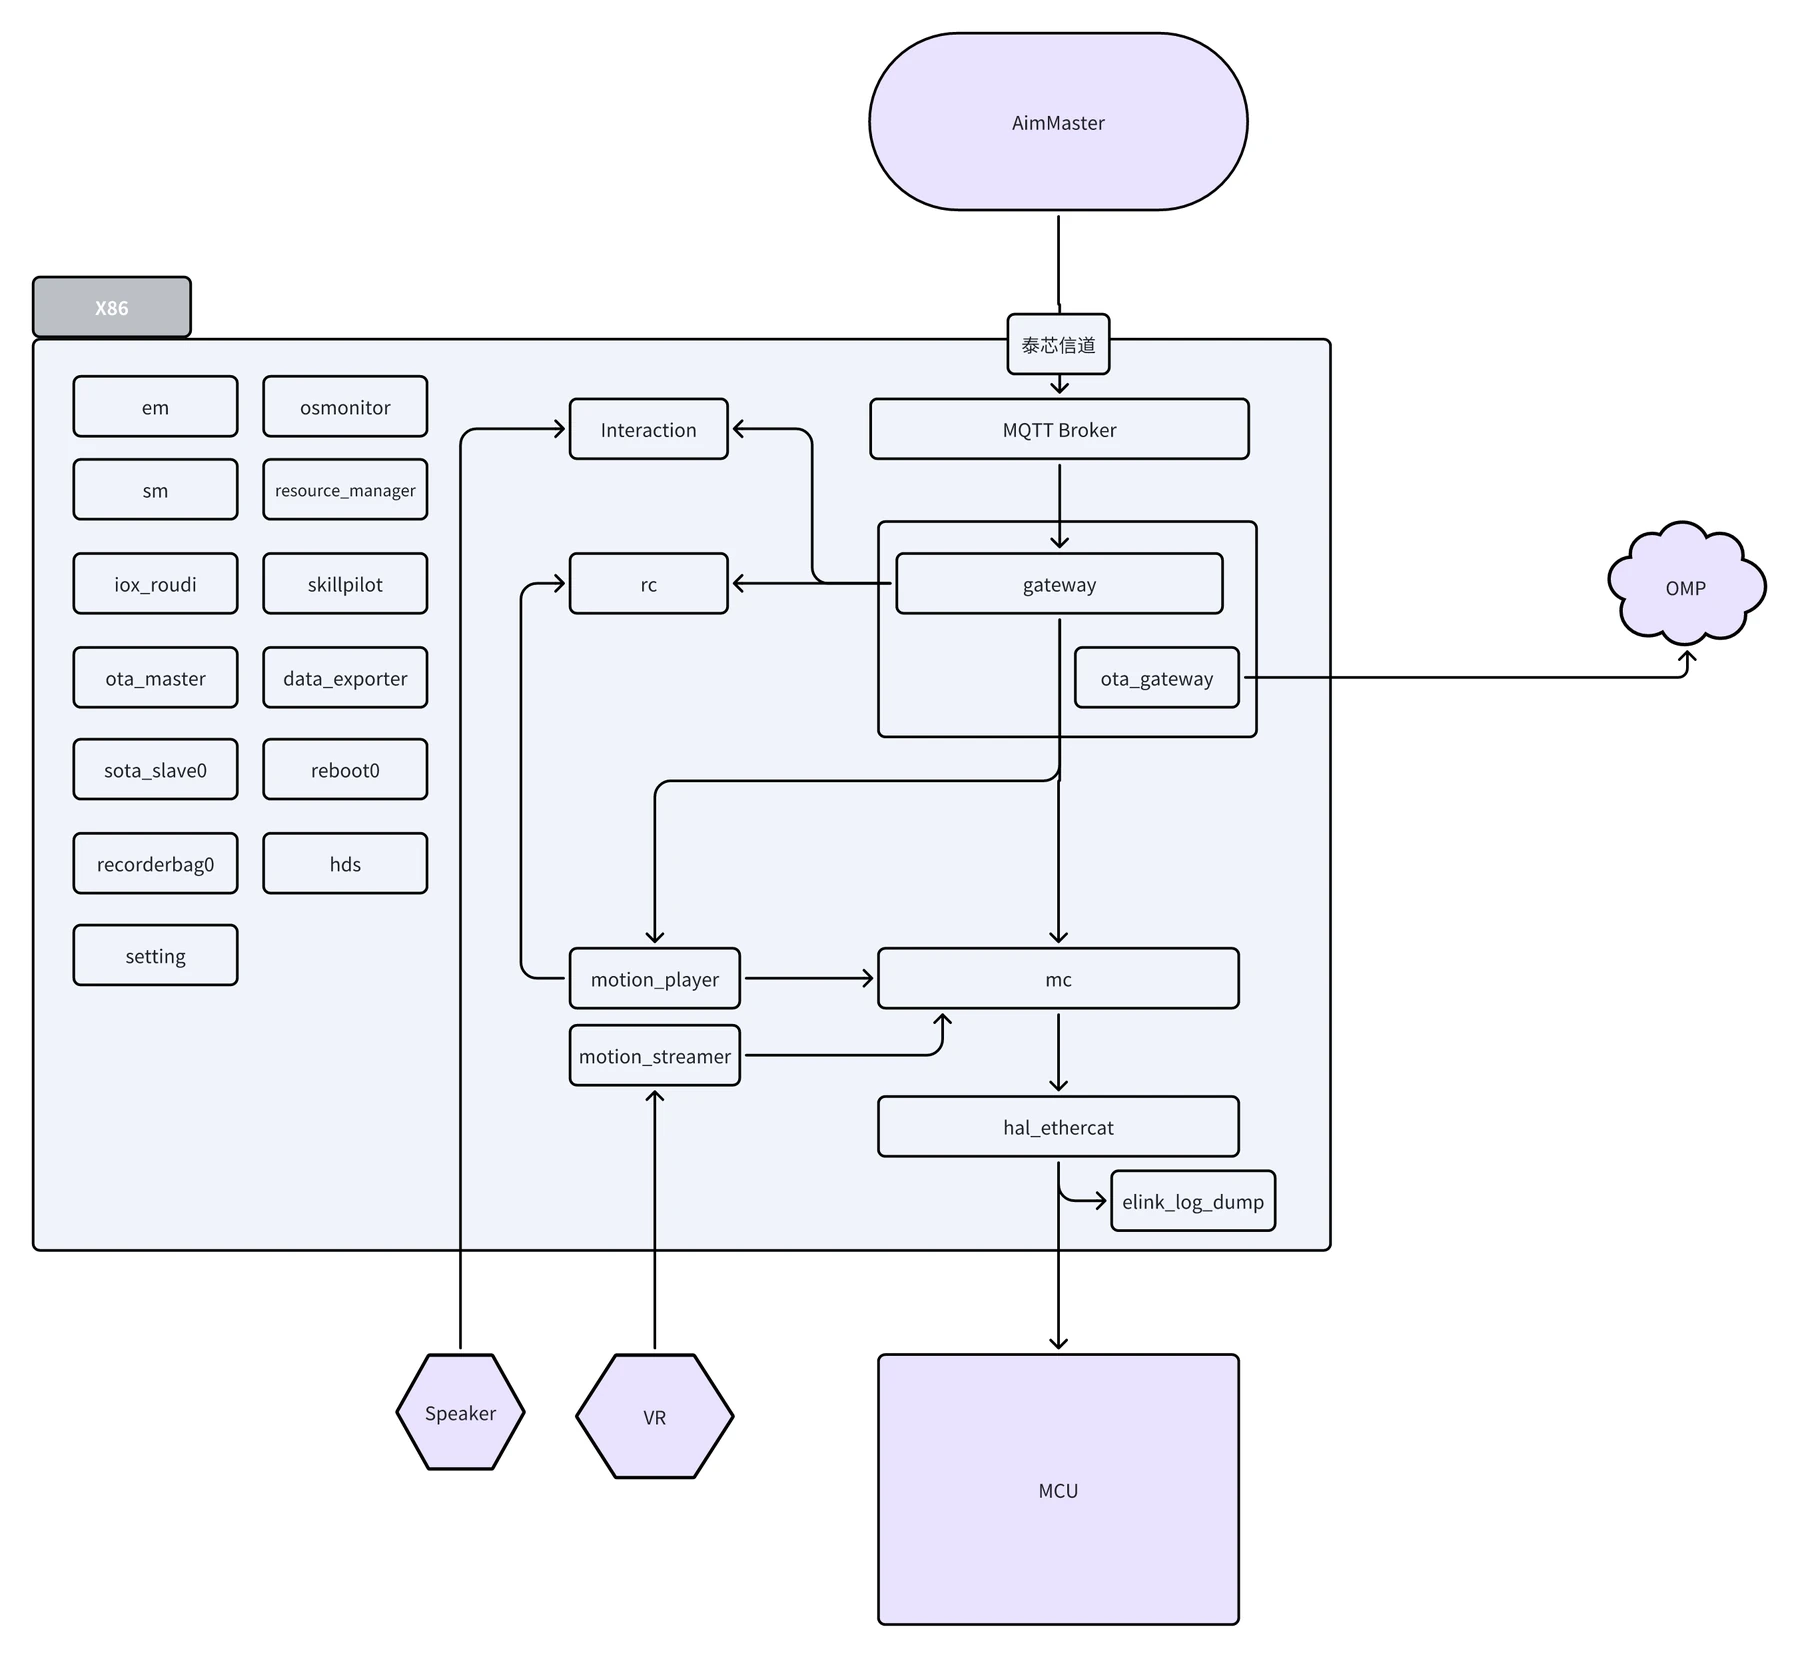 AimMaster
X86
泰芯信道
em
osmonitor
Interaction
MQTT Broker
sm
resource_manager
iox_roudi
skillpilot
rc
gateway
OMP
ota_master
data_exporter
ota_gateway
sota_slave0
reboot0
recorderbag0
hds
setting
motion_player
mc
motion_streamer
hal_ethercat
elink_log_dump
Speaker
VR
MCU